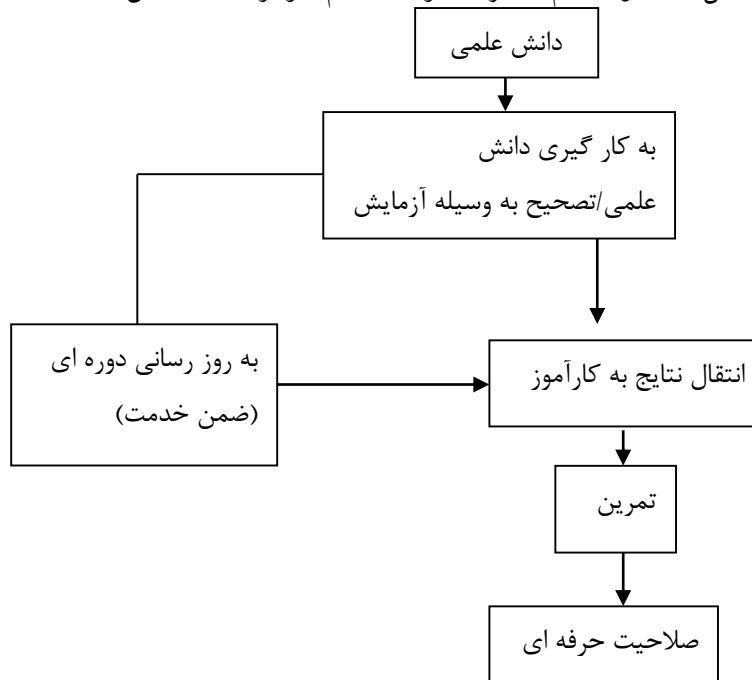 دانش علمی
به کار گیری دانش
علمی/تصحیح به وسیله آزمایش
به روز رسانی دوره ای
(ضمن خدمت)
انتقال نتایج به کارآموز
تمرین
صلاحیت حرفه ای